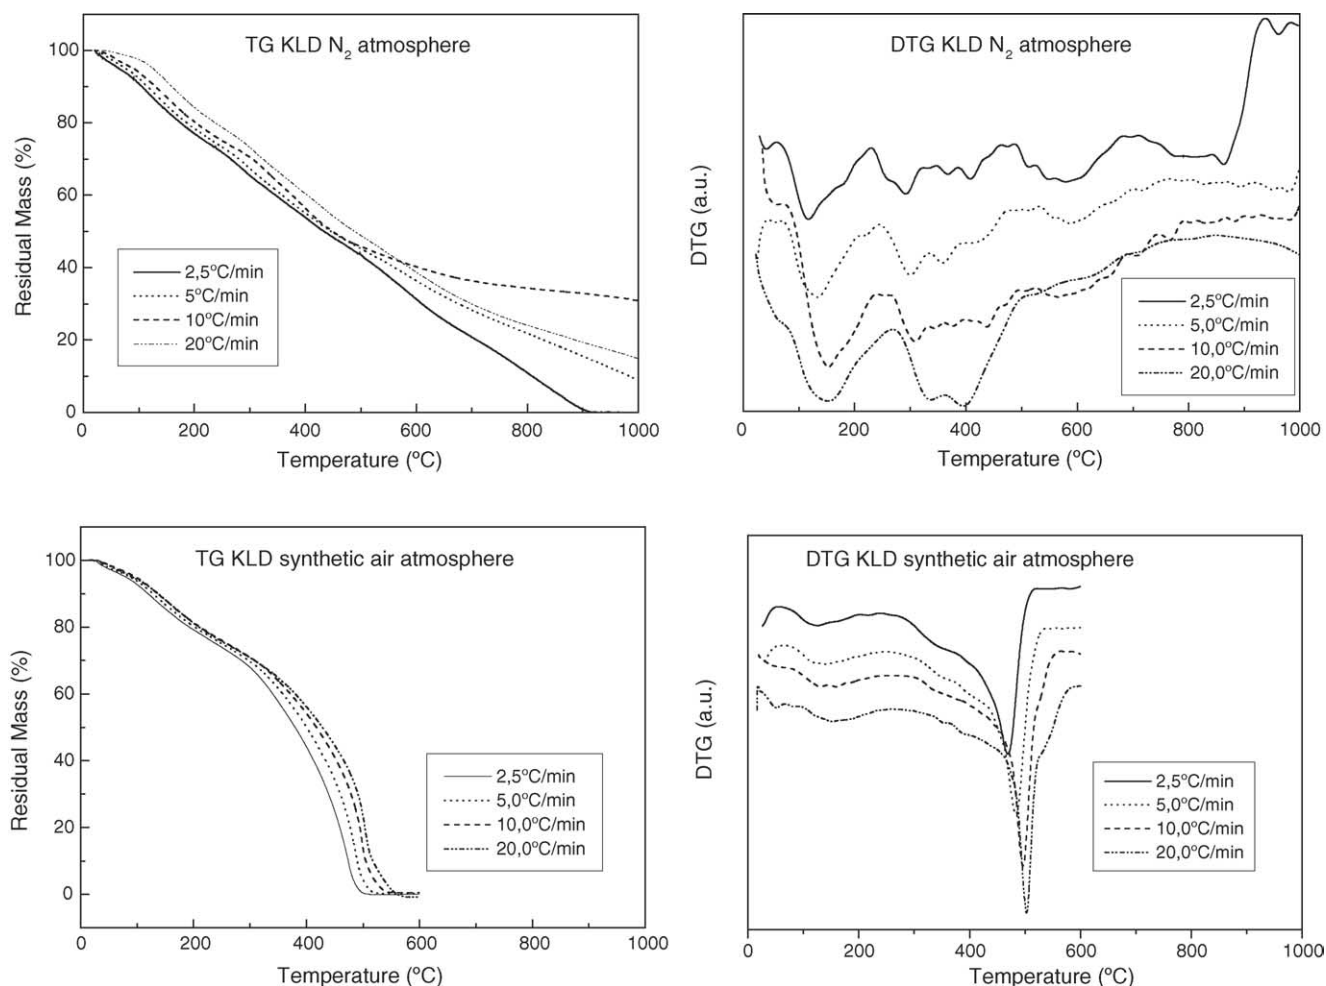 TG KLD N₂ atmosphere
Residual Mass (%)
100
80
60
40
20
0
2,5ºC/min
5ºC/min
10ºC/min
20ºC/min
0 200 400 600 800 1000
Temperature (ºC)
DTG KLD N₂ atmosphere
DTG (a.u.)
2,5ºC/min
5,0ºC/min
10,0ºC/min
20,0ºC/min
0 200 400 600 800 1000
Temperature (ºC)
TG KLD synthetic air atmosphere
Residual Mass (%)
100
80
60
40
20
0
2,5ºC/min
5,0ºC/min
10,0ºC/min
20,0ºC/min
0 200 400 600 800 1000
Temperature (ºC)
DTG KLD synthetic air atmosphere
DTG (a.u.)
2,5ºC/min
5,0ºC/min
10,0ºC/min
20,0ºC/min
0 200 400 600 800 1000
Temperature (ºC)